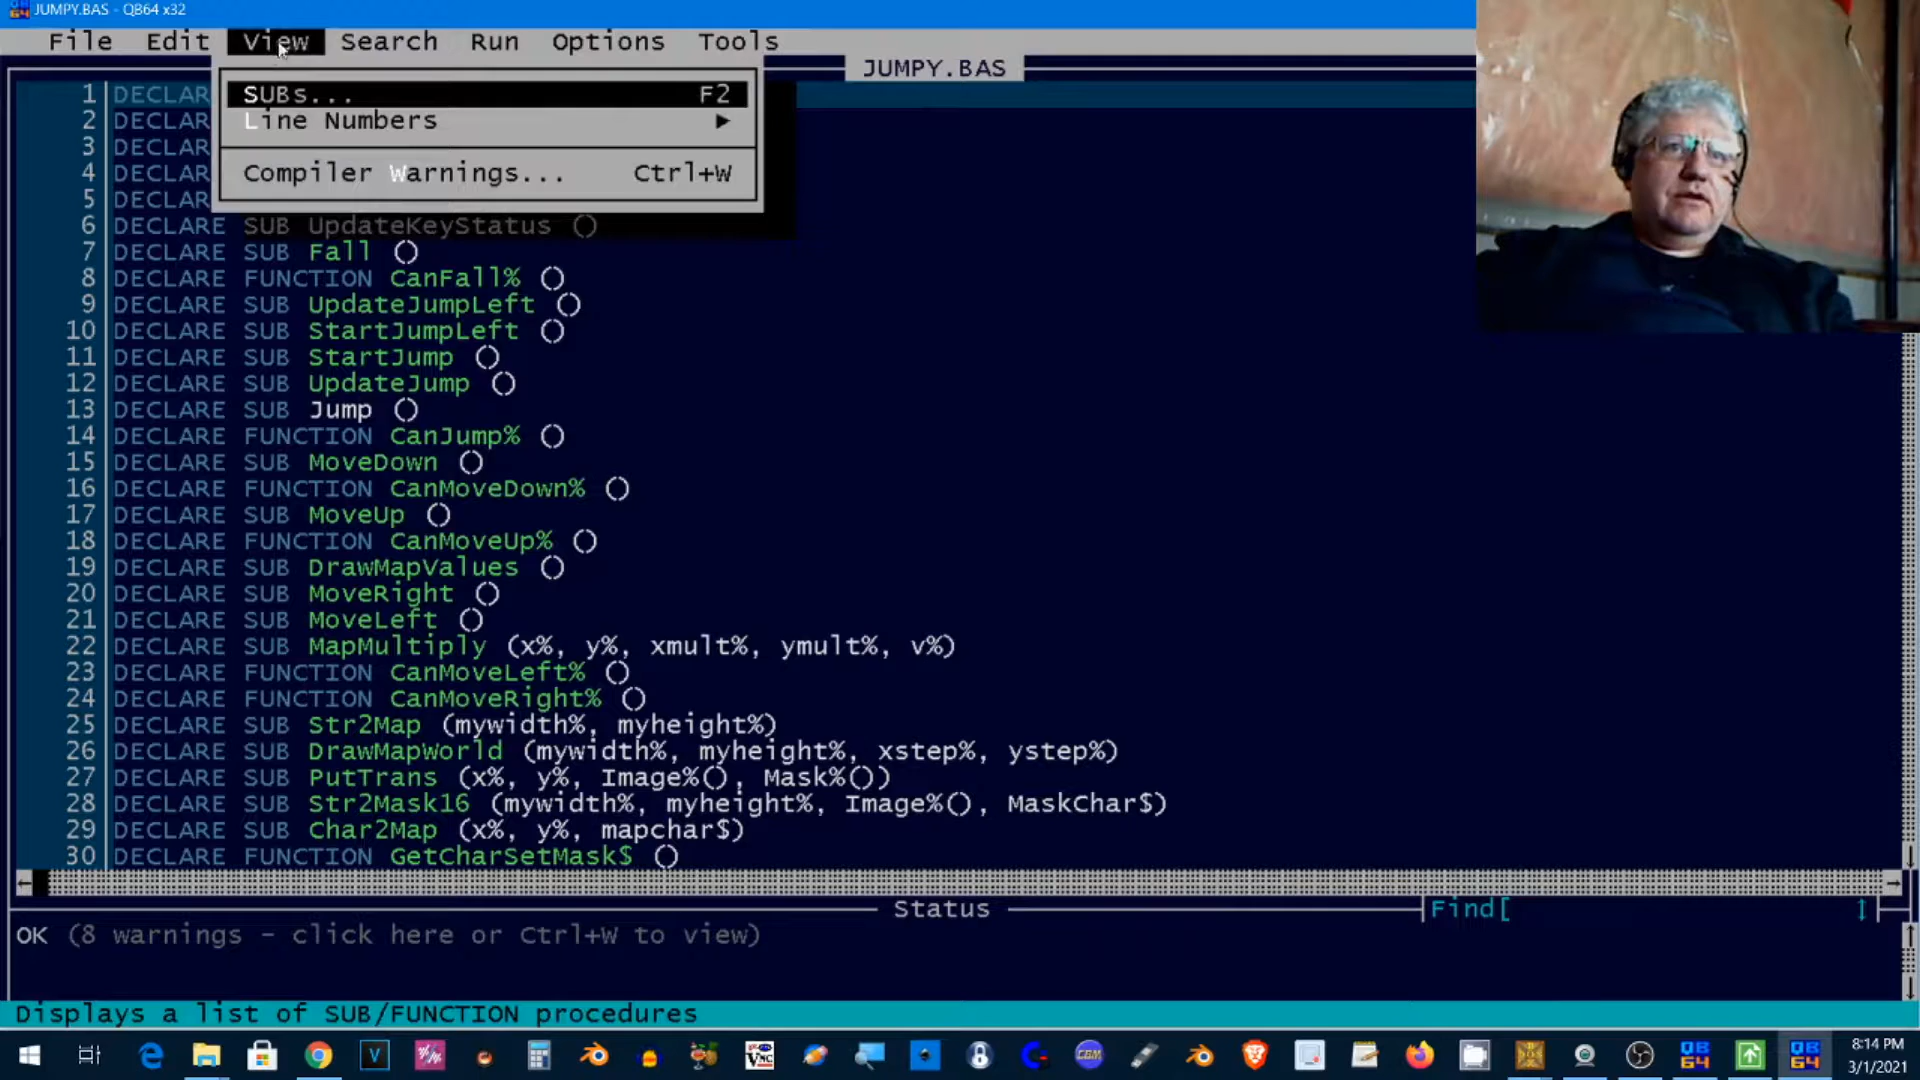 JUMPY.BAS - QB64 x32
File Edit View Search Run Options Tools
JUMPY.BAS
SUBs... F2
Line Numbers ►
Compiler Warnings... Ctrl+W
1 DECLAR
2 DECLAR
3 DECLAR
4 DECLAR
5 DECLAR
6 DECLARE SUB UpdateKeyStatus ()
7 DECLARE SUB Fall ()
8 DECLARE FUNCTION CanFall% ()
9 DECLARE SUB UpdateJumpLeft ()
10 DECLARE SUB StartJumpLeft ()
11 DECLARE SUB StartJump ()
12 DECLARE SUB UpdateJump ()
13 DECLARE SUB Jump ()
14 DECLARE FUNCTION CanJump% ()
15 DECLARE SUB MoveDown ()
16 DECLARE FUNCTION CanMoveDown% ()
17 DECLARE SUB MoveUp ()
18 DECLARE FUNCTION CanMoveUp% ()
19 DECLARE SUB DrawMapValues ()
20 DECLARE SUB MoveRight ()
21 DECLARE SUB MoveLeft ()
22 DECLARE SUB MapMultiply (x%, y%, xmult%, ymult%, v%)
23 DECLARE FUNCTION CanMoveLeft% ()
24 DECLARE FUNCTION CanMoveRight% ()
25 DECLARE SUB Str2Map (mywidth%, myheight%)
26 DECLARE SUB DrawMapWorld (mywidth%, myheight%, xstep%, ystep%)
27 DECLARE SUB PutTrans (x%, y%, Image%(), Mask%())
28 DECLARE SUB Str2Mask16 (mywidth%, myheight%, Image%(), MaskChar$)
29 DECLARE SUB Char2Map (x%, y%, mapchar$)
30 DECLARE FUNCTION GetCharSetMask$ ()
Status
Find[
OK (8 warnings - click here or Ctrl+W to view)
Displays a list of SUB/FUNCTION procedures
8:14 PM
3/1/2021